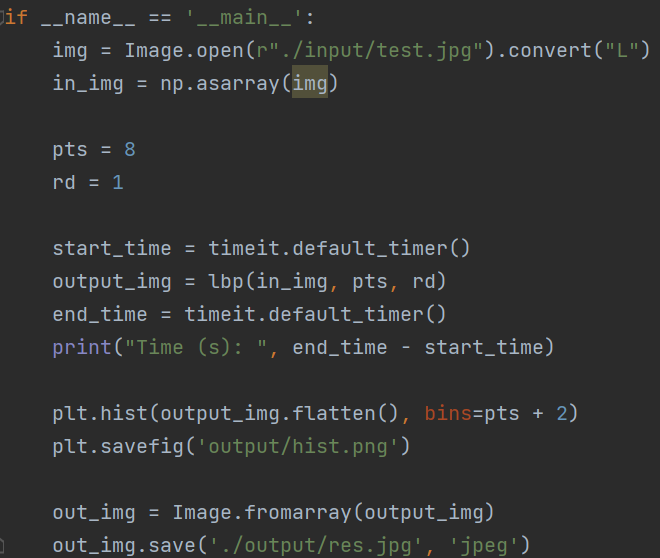 if __name__ == '__main__':
    img = Image.open(r"./input/test.jpg").convert("L")
    in_img = np.asarray(img)
    pts = 8
    rd = 1
    start_time = timeit.default_timer()
    output_img = lbp(in_img, pts, rd)
    end_time = timeit.default_timer()
    print("Time (s): ", end_time - start_time)
    plt.hist(output_img.flatten(), bins=pts + 2)
    plt.savefig('output/hist.png')
    out_img = Image.fromarray(output_img)
    out_img.save('./output/res.jpg', 'jpeg')